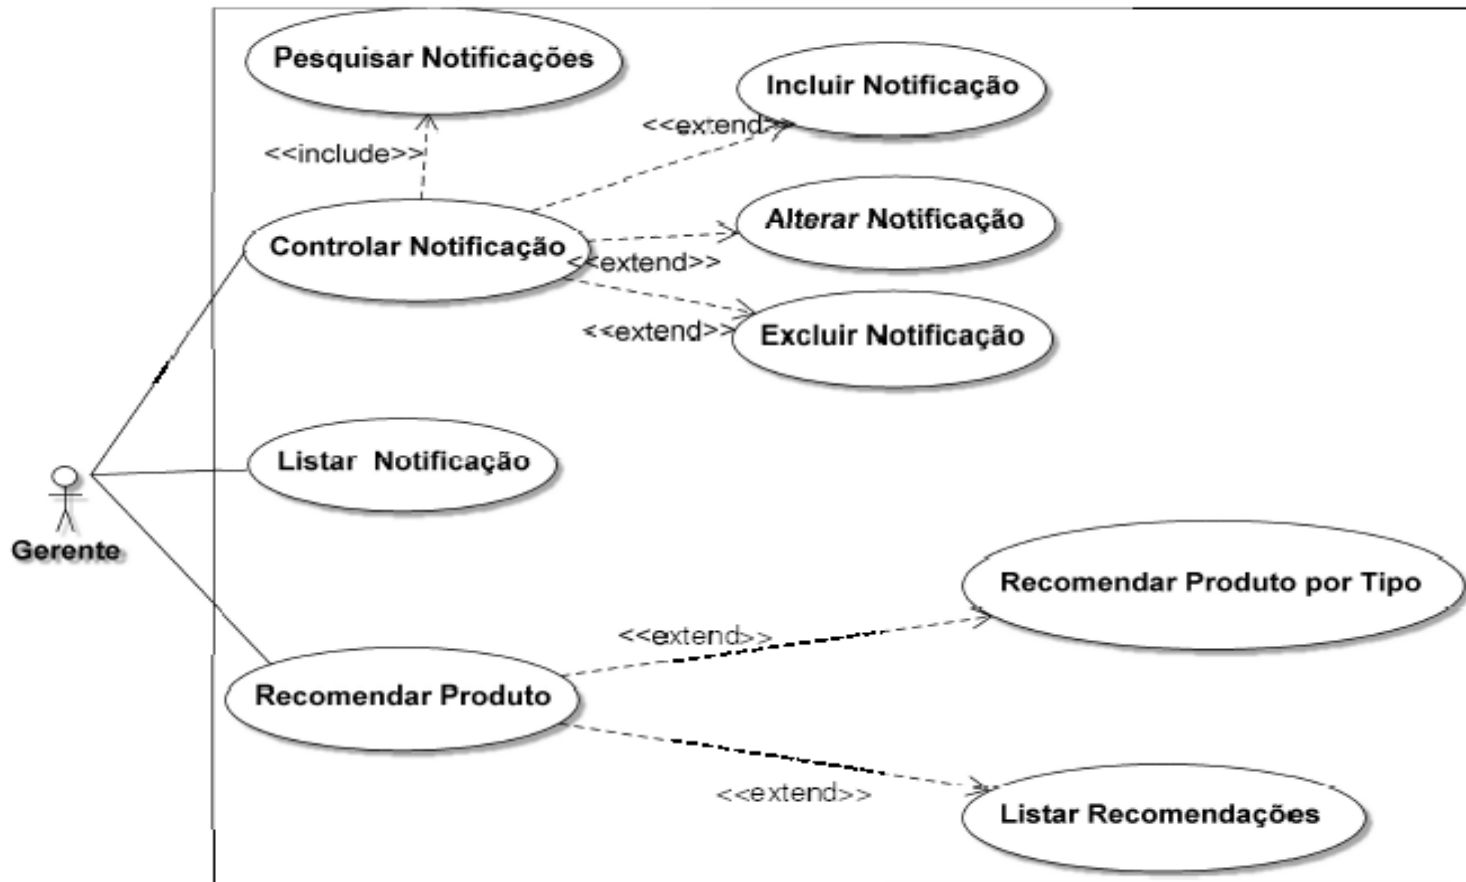 Pesquisar Notificações
Incluir Notificação
<<extend>>
<<include>>
Alterar Notificação
Controlar Notificação
<<extend>>
<<extend>>
Excluir Notificação
Listar Notificação
Gerente
Recomendar Produto por Tipo
<<extend>>
Recomendar Produto
<<extend>>
Listar Recomendações